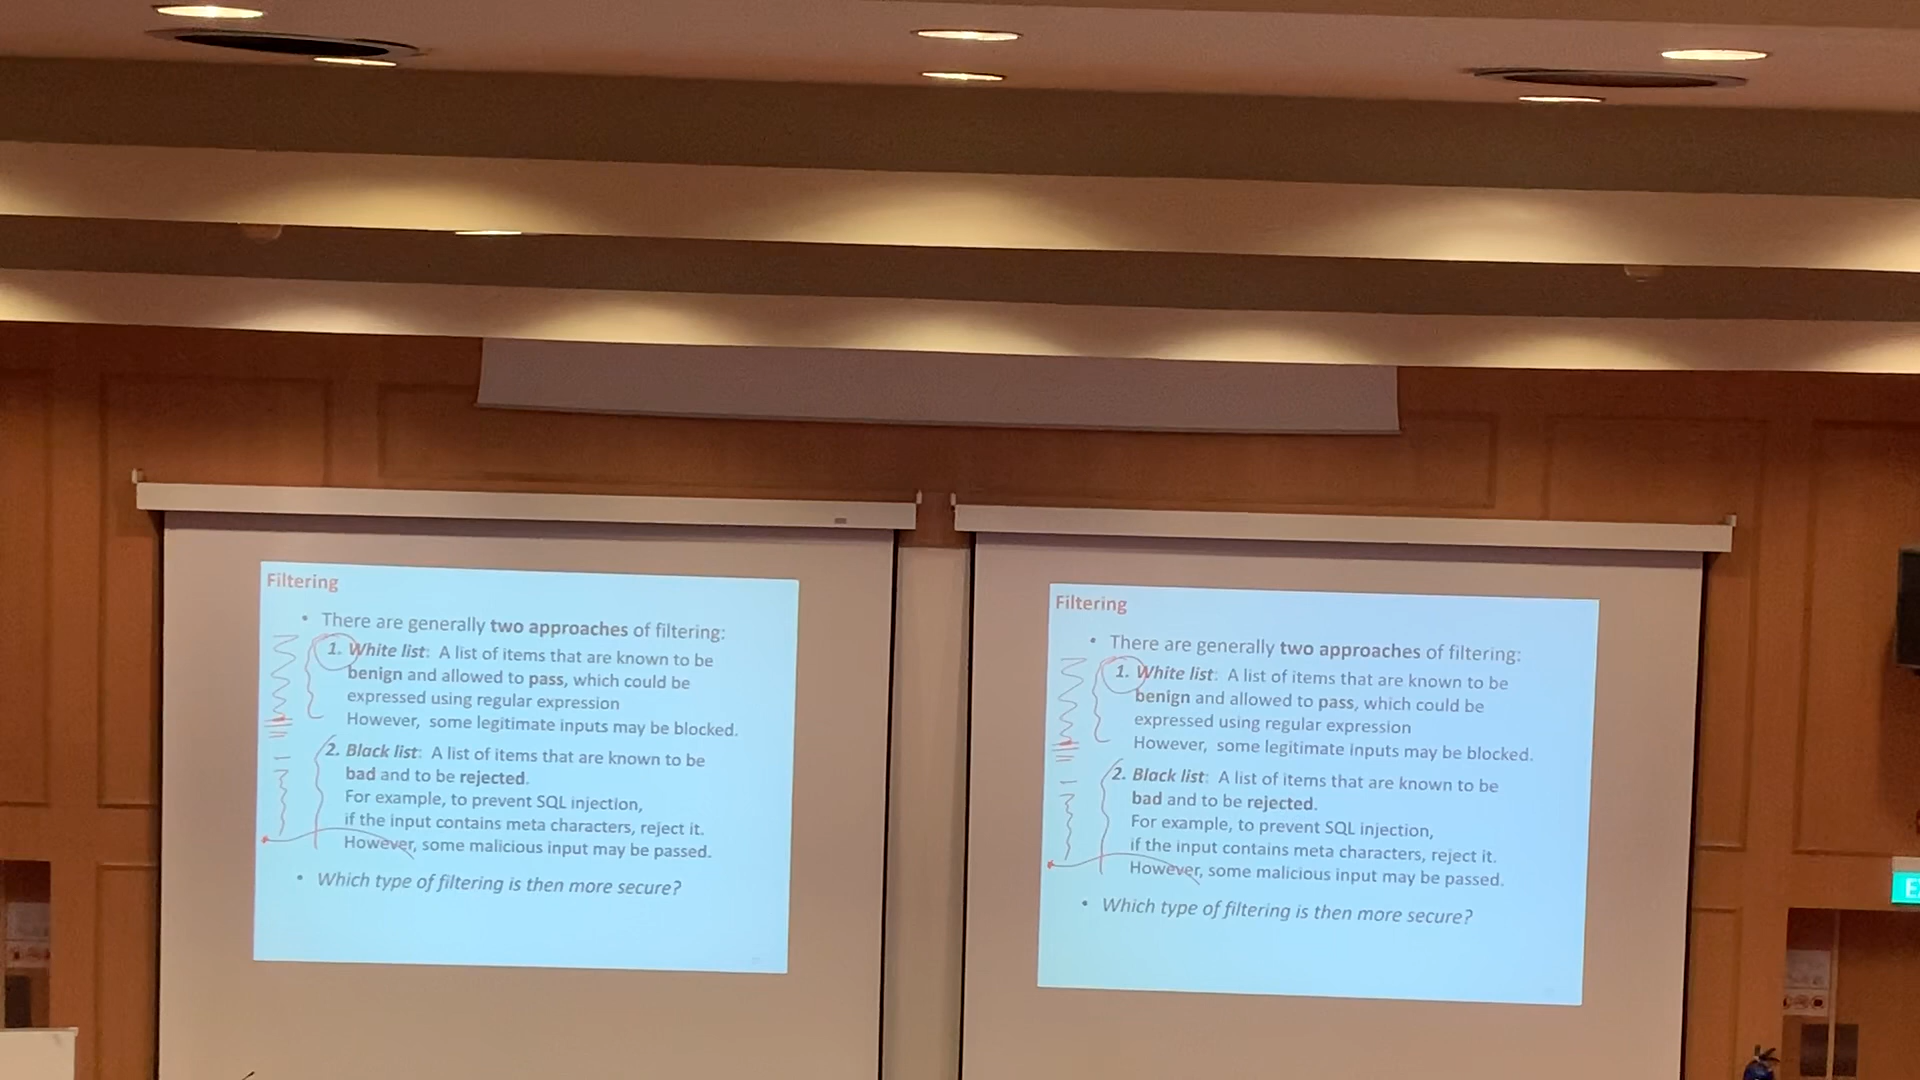 Filtering
• There are generally two approaches of filtering:
1. White list: A list of items that are known to be
benign and allowed to pass, which could be
expressed using regular expression
However, some legitimate inputs may be blocked.
2. Black list: A list of items that are known to be
bad and to be rejected.
For example, to prevent SQL injection,
if the input contains meta characters, reject it.
However, some malicious input may be passed.
• Which type of filtering is then more secure?
Filtering
• There are generally two approaches of filtering:
1. White list: A list of items that are known to be
benign and allowed to pass, which could be
expressed using regular expression
However, some legitimate inputs may be blocked.
2. Black list: A list of items that are known to be
bad and to be rejected.
For example, to prevent SQL injection,
if the input contains meta characters, reject it.
However, some malicious input may be passed.
• Which type of filtering is then more secure?